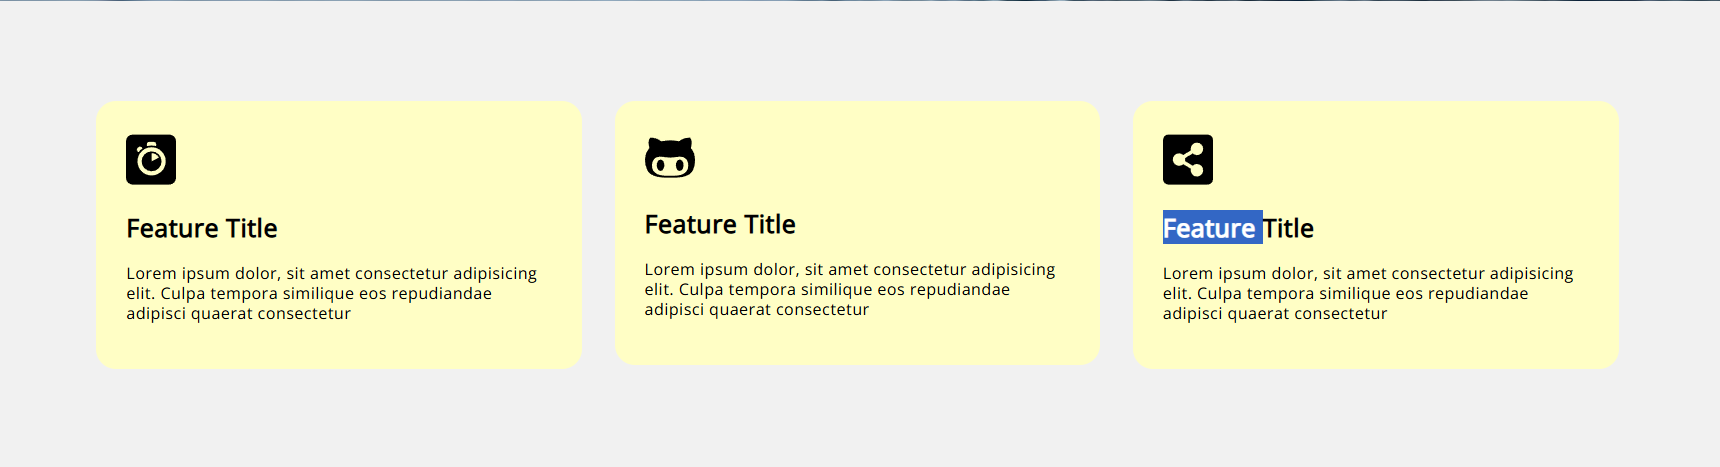 Feature Title
Lorem ipsum dolor, sit amet consectetur adipisicing
elit. Culpa tempora similique eos repudiandae
adipisci quaerat consectetur
Feature Title
Lorem ipsum dolor, sit amet consectetur adipisicing
elit. Culpa tempora similique eos repudiandae
adipisci quaerat consectetur
Feature Title
Lorem ipsum dolor, sit amet consectetur adipisicing
elit. Culpa tempora similique eos repudiandae
adipisci quaerat consectetur